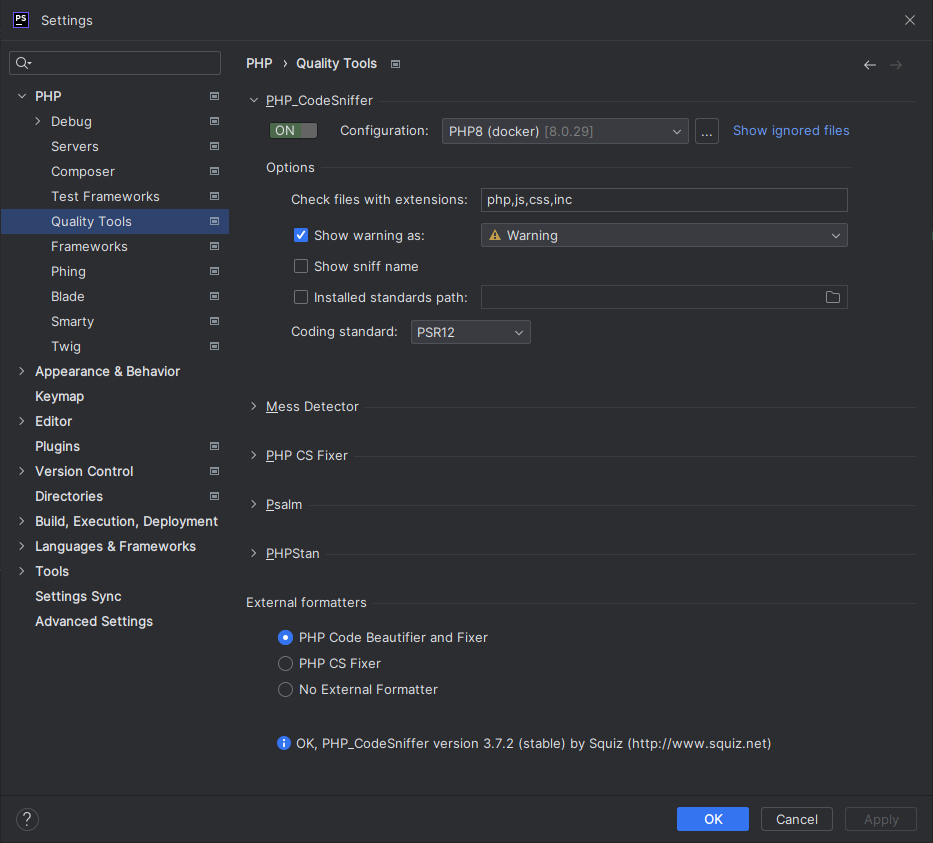 PS Settings
PHP
Debug
Servers
Composer
Test Frameworks
Quality Tools
Frameworks
Phing
Blade
Smarty
Twig
Appearance & Behavior
Keymap
Editor
Plugins
Version Control
Directories
Build, Execution, Deployment
Languages & Frameworks
Tools
Settings Sync
Advanced Settings
PHP › Quality Tools
PHP_CodeSniffer
ON Configuration: PHP8 (docker) [8.0.29] ... Show ignored files
Options
Check files with extensions: php,js,css,inc
Show warning as: Warning
Show sniff name
Installed standards path:
Coding standard: PSR12
Mess Detector
PHP CS Fixer
Psalm
PHPStan
External formatters
PHP Code Beautifier and Fixer
PHP CS Fixer
No External Formatter
OK, PHP_CodeSniffer version 3.7.2 (stable) by Squiz (http://www.squiz.net)
? OK Cancel Apply